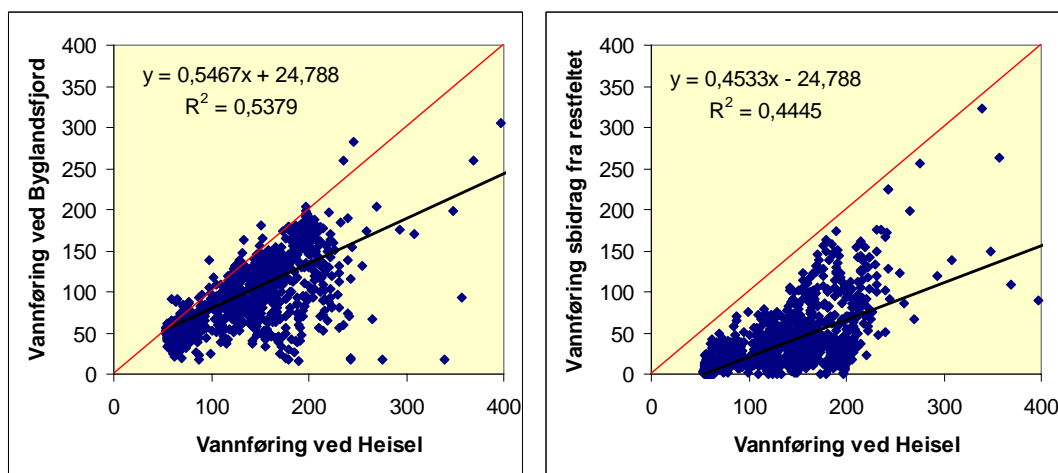 400
350
300
250
200
150
100
50
0
0 100 200 300 400
Vannføring ved Byglandsfjord
Vannføring ved Heisel
y = 0,5467x + 24,788
R² = 0,5379
400
350
300
250
200
150
100
50
0
0 100 200 300 400
Vannføring sbidrag fra restfeltet
Vannføring ved Heisel
y = 0,4533x - 24,788
R² = 0,4445